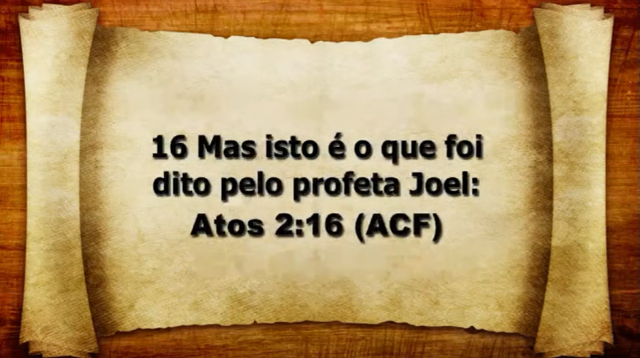 16 Mas isto é o que foi
dito pelo profeta Joel:
Atos 2:16 (ACF)